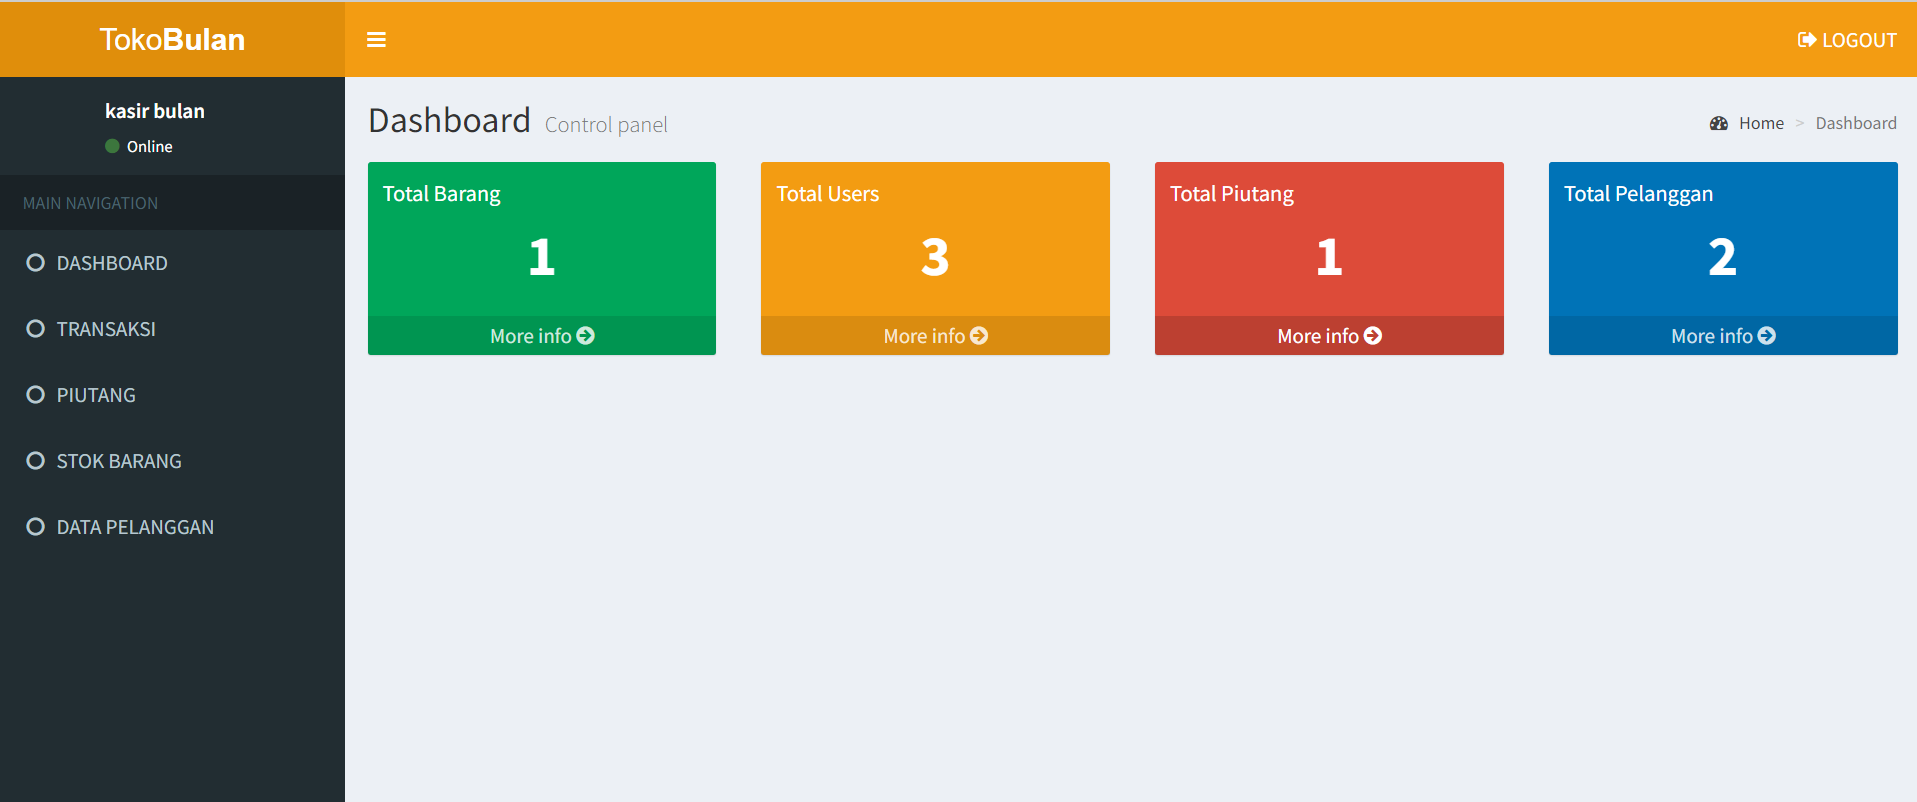 TokoBulan
LOGOUT
kasir bulan
Online
MAIN NAVIGATION
DASHBOARD
TRANSAKSI
PIUTANG
STOK BARANG
DATA PELANGGAN
Dashboard Control panel
Home > Dashboard
Total Barang
1
More info
Total Users
3
More info
Total Piutang
1
More info
Total Pelanggan
2
More info